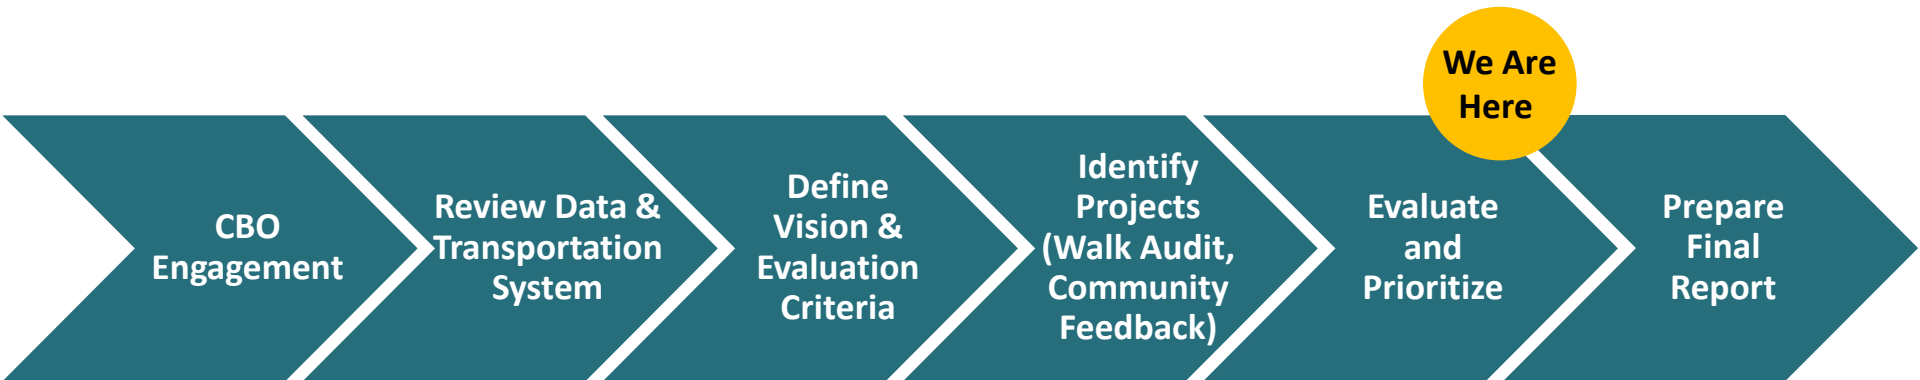 We Are
Here
CBO
Engagement
Review Data &
Transportation
System
Define
Vision &
Evaluation
Criteria
Identify
Projects
(Walk Audit,
Community
Feedback)
Evaluate
and
Prioritize
Prepare
Final
Report